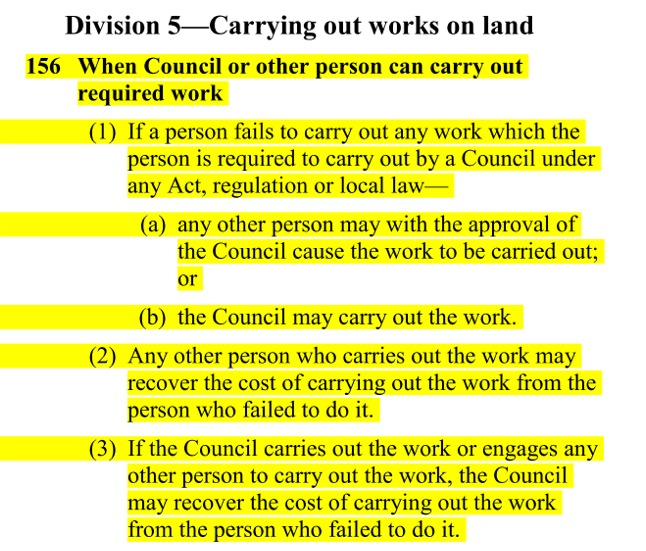 Division 5—Carrying out works on land
156 When Council or other person can carry out
required work
(1) If a person fails to carry out any work which the
person is required to carry out by a Council under
any Act, regulation or local law—
(a) any other person may with the approval of
the Council cause the work to be carried out;
or
(b) the Council may carry out the work.
(2) Any other person who carries out the work may
recover the cost of carrying out the work from the
person who failed to do it.
(3) If the Council carries out the work or engages any
other person to carry out the work, the Council
may recover the cost of carrying out the work
from the person who failed to do it.